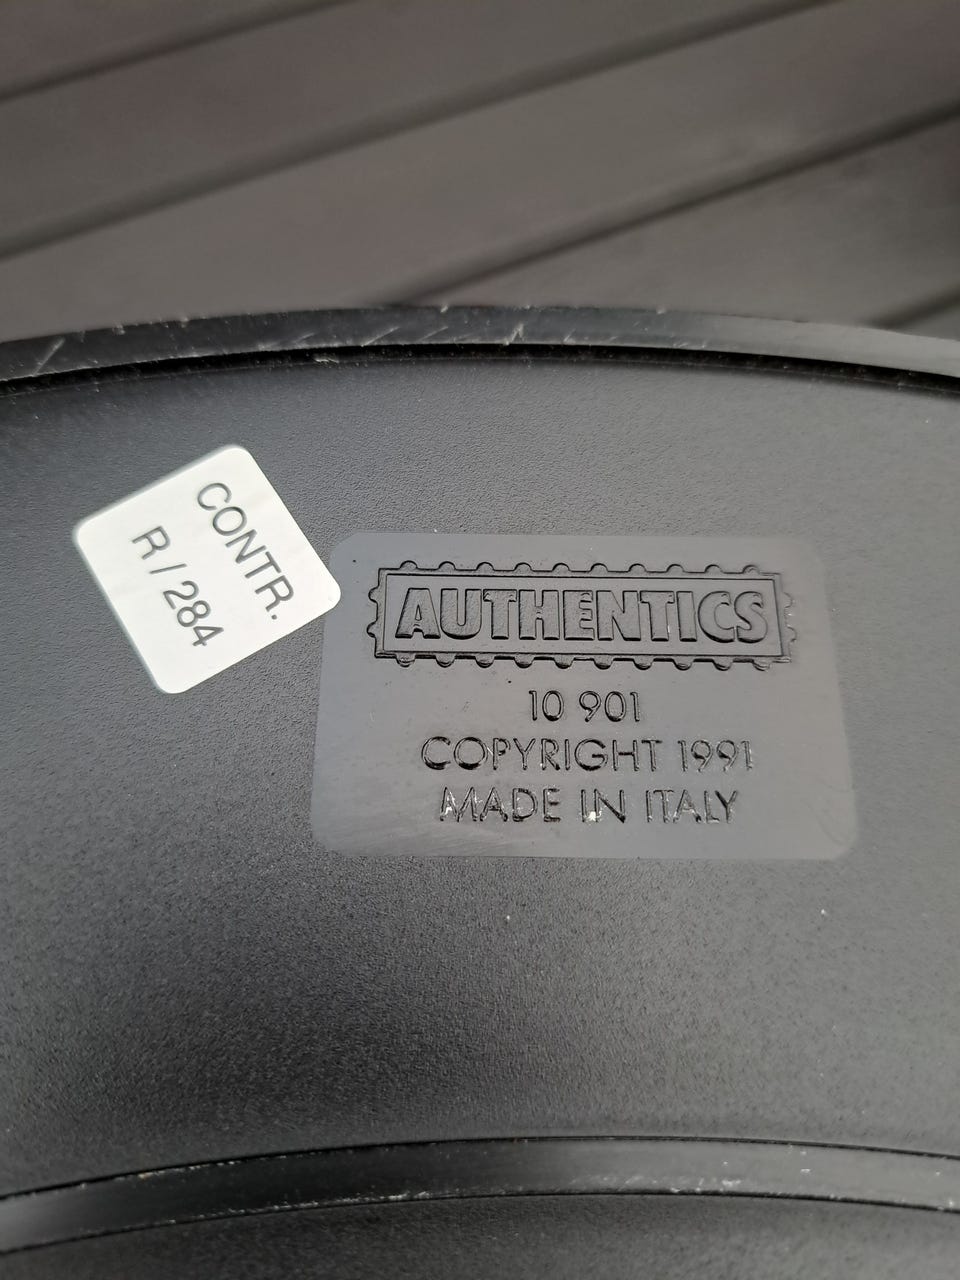 CONTR.
R / 284
AUTHENTICS
10 901
COPYRIGHT 1991
MADE IN ITALY